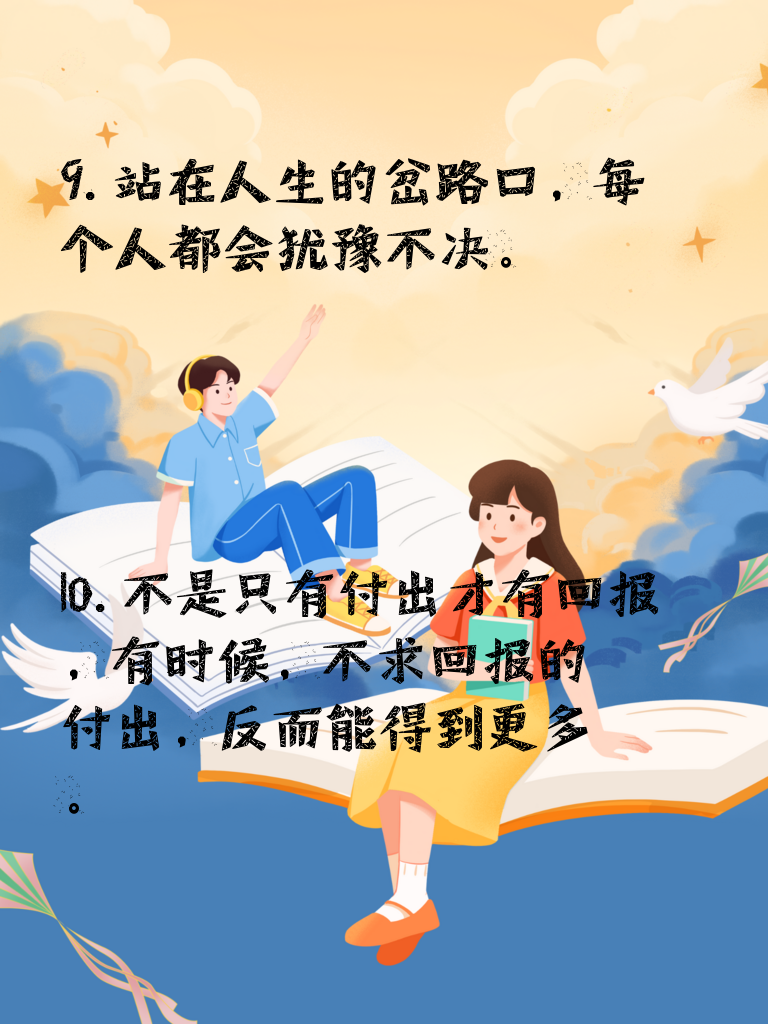 9.站在人生的岔路口，每
个人都会犹豫不决。
10.不是只有付出才有回报
，有时候，不求回报的
付出，反而能得到更多
。